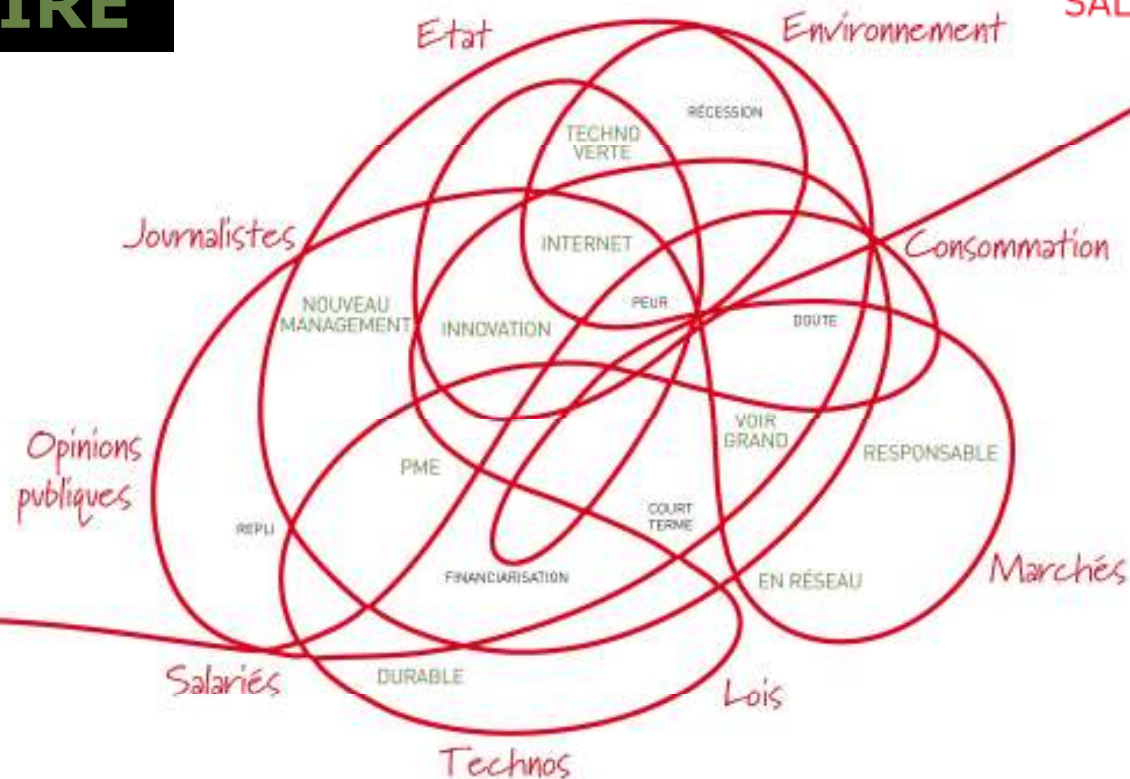 IRE
SAL
Etat
Environnement
RÉCESSION
TECHNO
VERTE
Journalistes
INTERNET
Consommation
NOUVEAU
MANAGEMENT
INNOVATION
PEUR
DOUTE
VOIR
GRAND
Opinions
publiques
PME
RESPONSABLE
REPLI
COURT
TERME
FINANCIARISATION
EN RÉSEAU
Marchés
Salariés
DURABLE
Lois
Technos